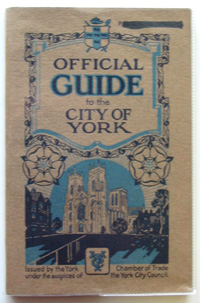 OFFICIAL
GUIDE
to the
CITY OF
YORK
Issued by the York Chamber of Trade
under the auspices of the York City Council